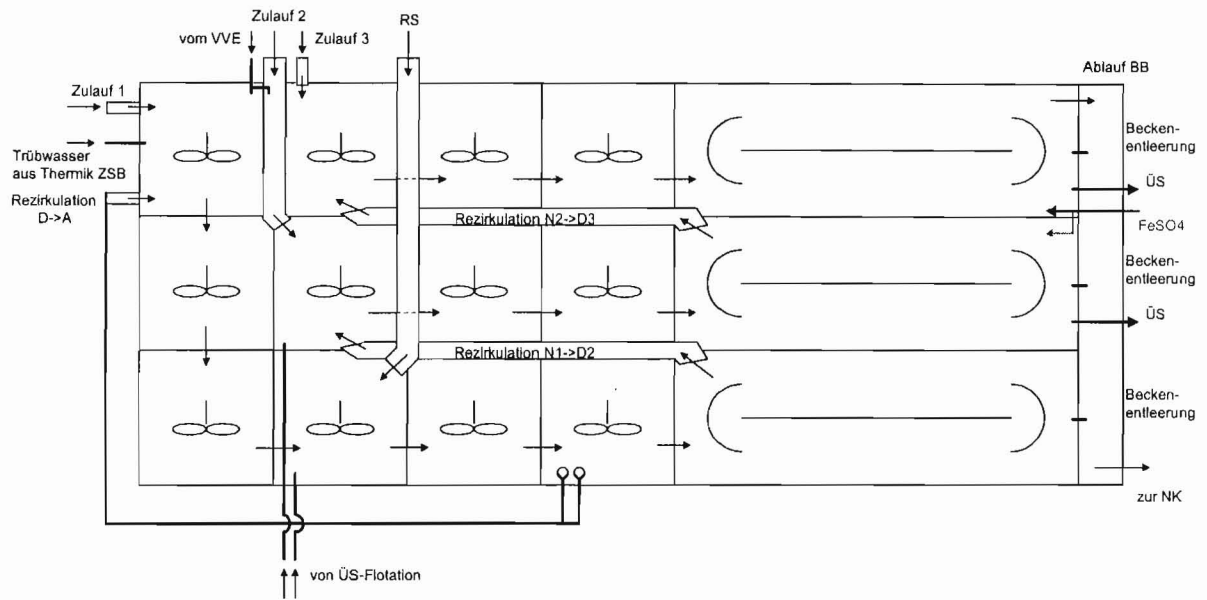 Zulauf 2
RS
vom VVE
Zulauf 3
Ablauf BB
Zulauf 1
Trübwasser
aus Thermik ZSB
Rezirkulation
D->A
Becken-
entleerung
ÜS
Rezirkulation N2->D3
FeSO4
Becken-
entleerung
ÜS
Rezirkulation N1->D2
Becken-
entleerung
zur NK
von ÜS-Flotation